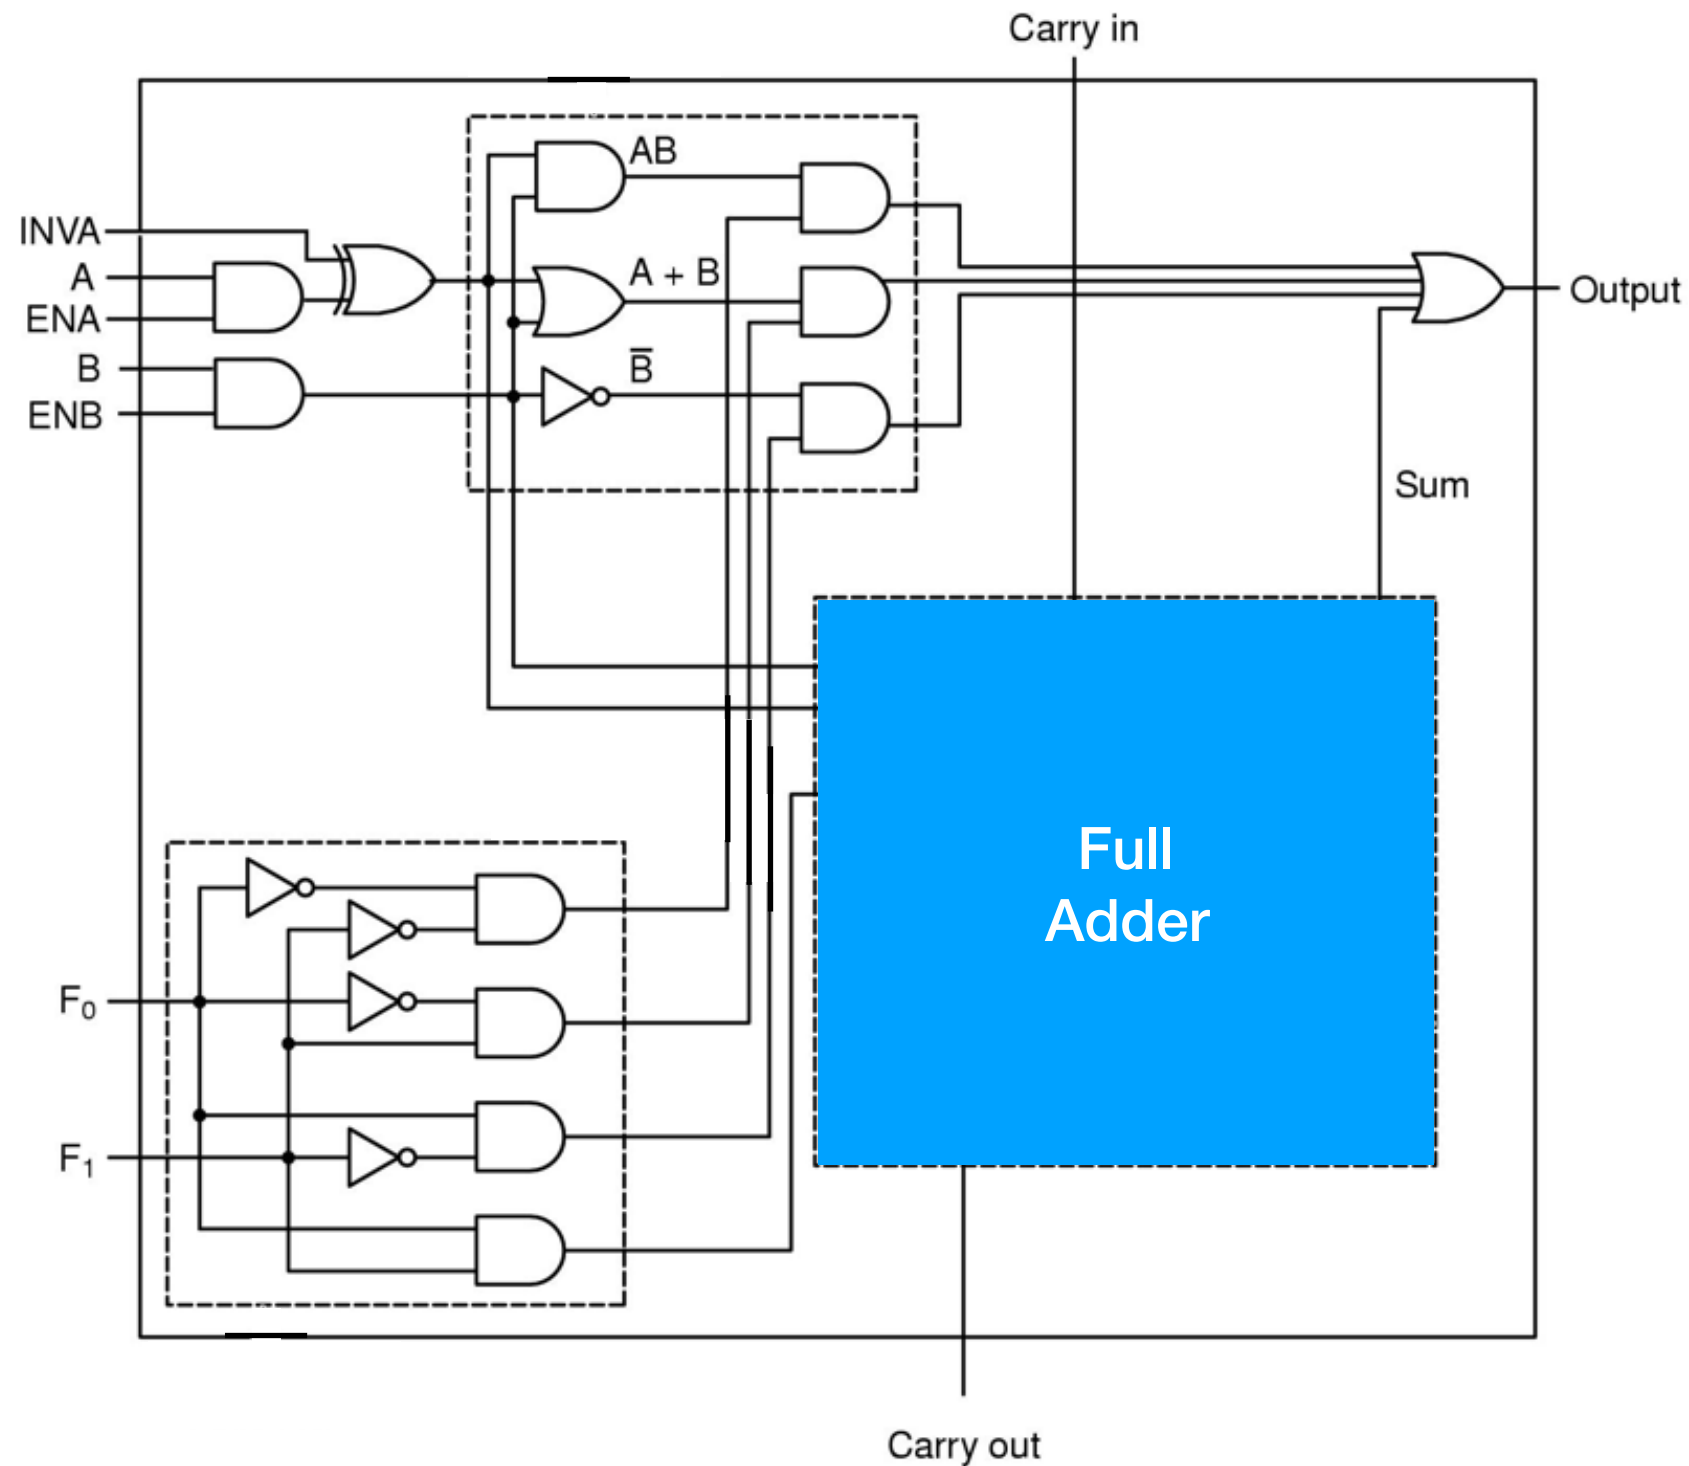 Carry in
AB
INVA
A
A + B
ENA
Output
B
B̅
ENB
Sum
Full
Adder
F₀
F₁
Carry out